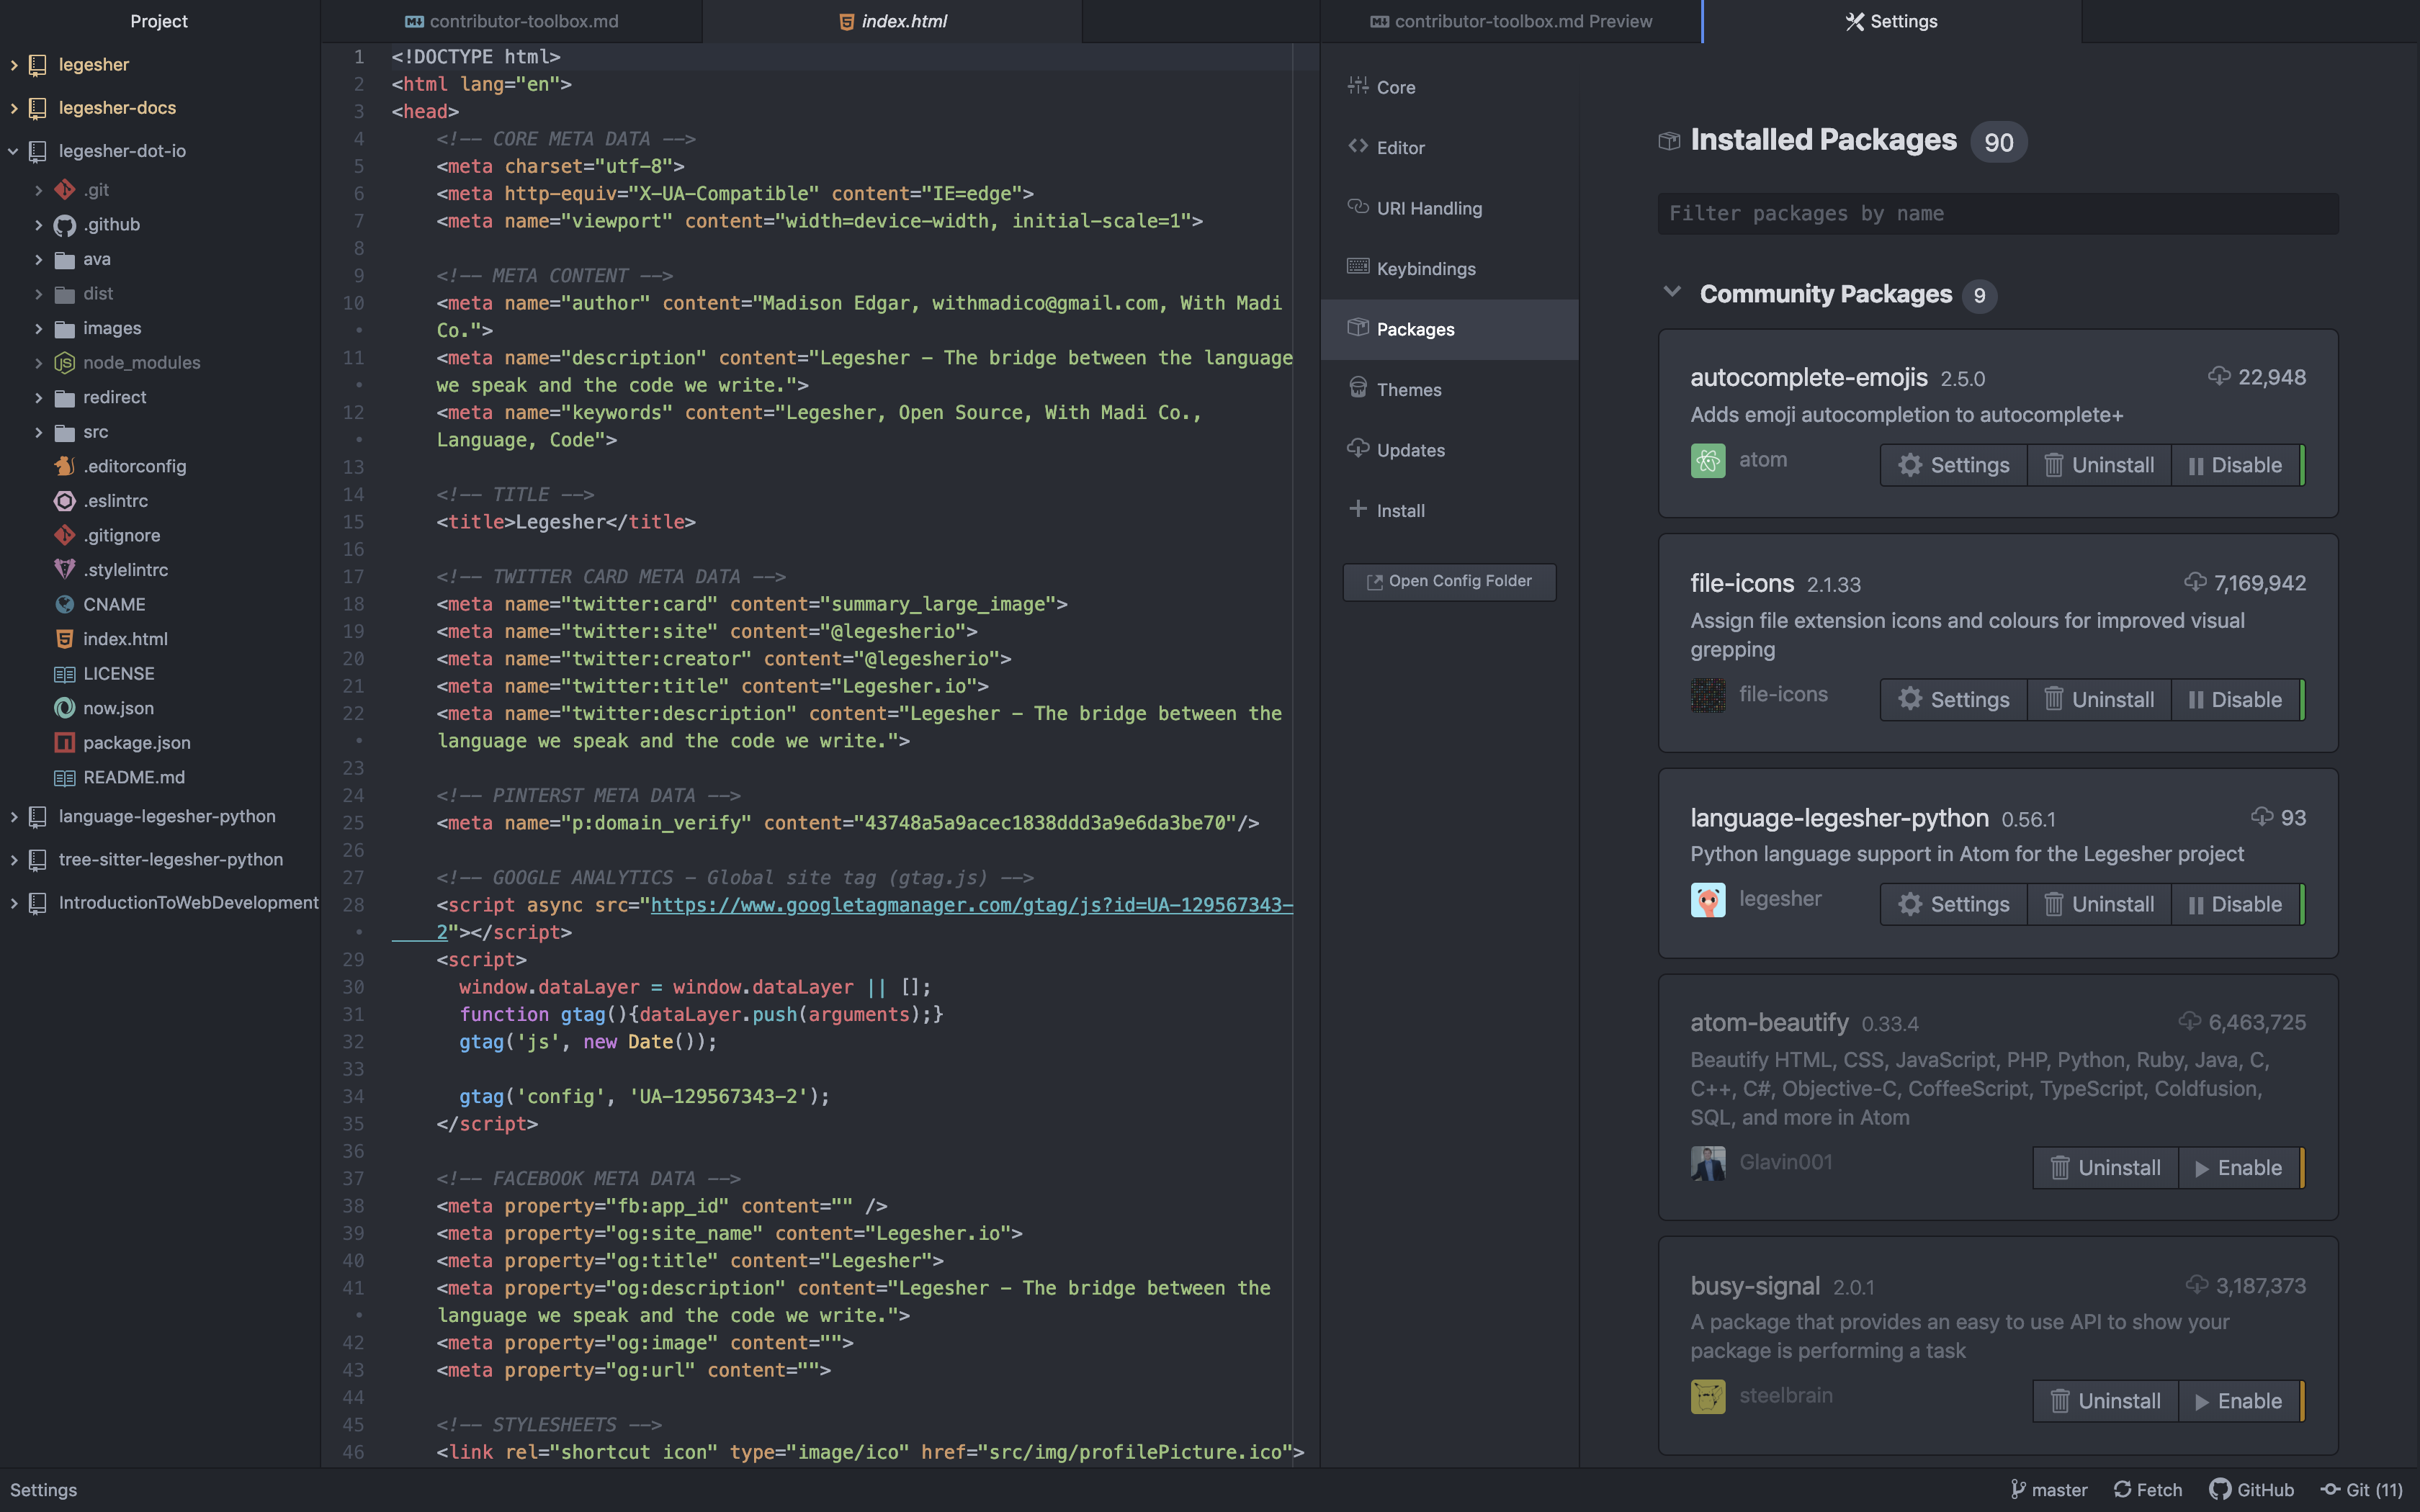 Project
legesher
legesher-docs
legesher-dot-io
.git
.github
ava
dist
images
node_modules
redirect
src
.editorconfig
.eslintrc
.gitignore
.stylelintrc
CNAME
index.html
LICENSE
now.json
package.json
README.md
language-legesher-python
tree-sitter-legesher-python
IntroductionToWebDevelopment
contributor-toolbox.md
index.html
1 <!DOCTYPE html>
2 <html lang="en">
3 <head>
4 <!-- CORE META DATA -->
5 <meta charset="utf-8">
6 <meta http-equiv="X-UA-Compatible" content="IE=edge">
7 <meta name="viewport" content="width=device-width, initial-scale=1">
8
9 <!-- META CONTENT -->
10 <meta name="author" content="Madison Edgar, withmadico@gmail.com, With Madi
• Co.">
11 <meta name="description" content="Legesher - The bridge between the language
• we speak and the code we write.">
12 <meta name="keywords" content="Legesher, Open Source, With Madi Co.,
• Language, Code">
13
14 <!-- TITLE -->
15 <title>Legesher</title>
16
17 <!-- TWITTER CARD META DATA -->
18 <meta name="twitter:card" content="summary_large_image">
19 <meta name="twitter:site" content="@legesherio">
20 <meta name="twitter:creator" content="@legesherio">
21 <meta name="twitter:title" content="Legesher.io">
22 <meta name="twitter:description" content="Legesher - The bridge between the
• language we speak and the code we write.">
23
24 <!-- PINTERST META DATA -->
25 <meta name="p:domain_verify" content="43748a5a9acec1838ddd3a9e6da3be70"/>
26
27 <!-- GOOGLE ANALYTICS - Global site tag (gtag.js) -->
28 <script async src="https://www.googletagmanager.com/gtag/js?id=UA-129567343-
• 2"></script>
29 <script>
30 window.dataLayer = window.dataLayer || [];
31 function gtag(){dataLayer.push(arguments);}
32 gtag('js', new Date());
33
34 gtag('config', 'UA-129567343-2');
35 </script>
36
37 <!-- FACEBOOK META DATA -->
38 <meta property="fb:app_id" content="" />
39 <meta property="og:site_name" content="Legesher.io">
40 <meta property="og:title" content="Legesher">
41 <meta property="og:description" content="Legesher - The bridge between the
• language we speak and the code we write.">
42 <meta property="og:image" content="">
43 <meta property="og:url" content="">
44
45 <!-- STYLESHEETS -->
46 <link rel="shortcut icon" type="image/ico" href="src/img/profilePicture.ico">
contributor-toolbox.md Preview
Settings
Core
Editor
URI Handling
Keybindings
Packages
Themes
Updates
Install
Open Config Folder
Installed Packages 90
Filter packages by name
Community Packages 9
autocomplete-emojis 2.5.0 22,948
Adds emoji autocompletion to autocomplete+
atom Settings Uninstall Disable
file-icons 2.1.33 7,169,942
Assign file extension icons and colours for improved visual
grepping
file-icons Settings Uninstall Disable
language-legesher-python 0.56.1 93
Python language support in Atom for the Legesher project
legesher Settings Uninstall Disable
atom-beautify 0.33.4 6,463,725
Beautify HTML, CSS, JavaScript, PHP, Python, Ruby, Java, C,
C++, C#, Objective-C, CoffeeScript, TypeScript, Coldfusion,
SQL, and more in Atom
Glavin001 Uninstall Enable
busy-signal 2.0.1 3,187,373
A package that provides an easy to use API to show your
package is performing a task
steelbrain Uninstall Enable
Settings
master Fetch GitHub Git (11)